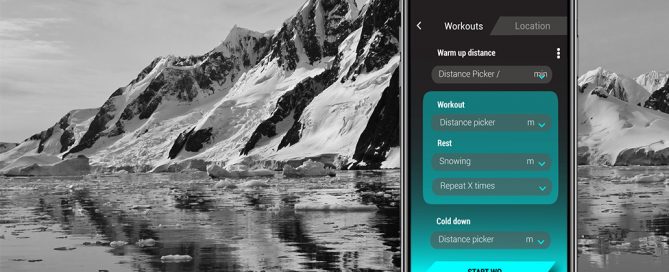 Workouts Location
Warm up distance
Distance Picker / min
Workout
Distance picker m
Rest
Snowing m
Repeat X times
Cold down
Distance picker m
START WO